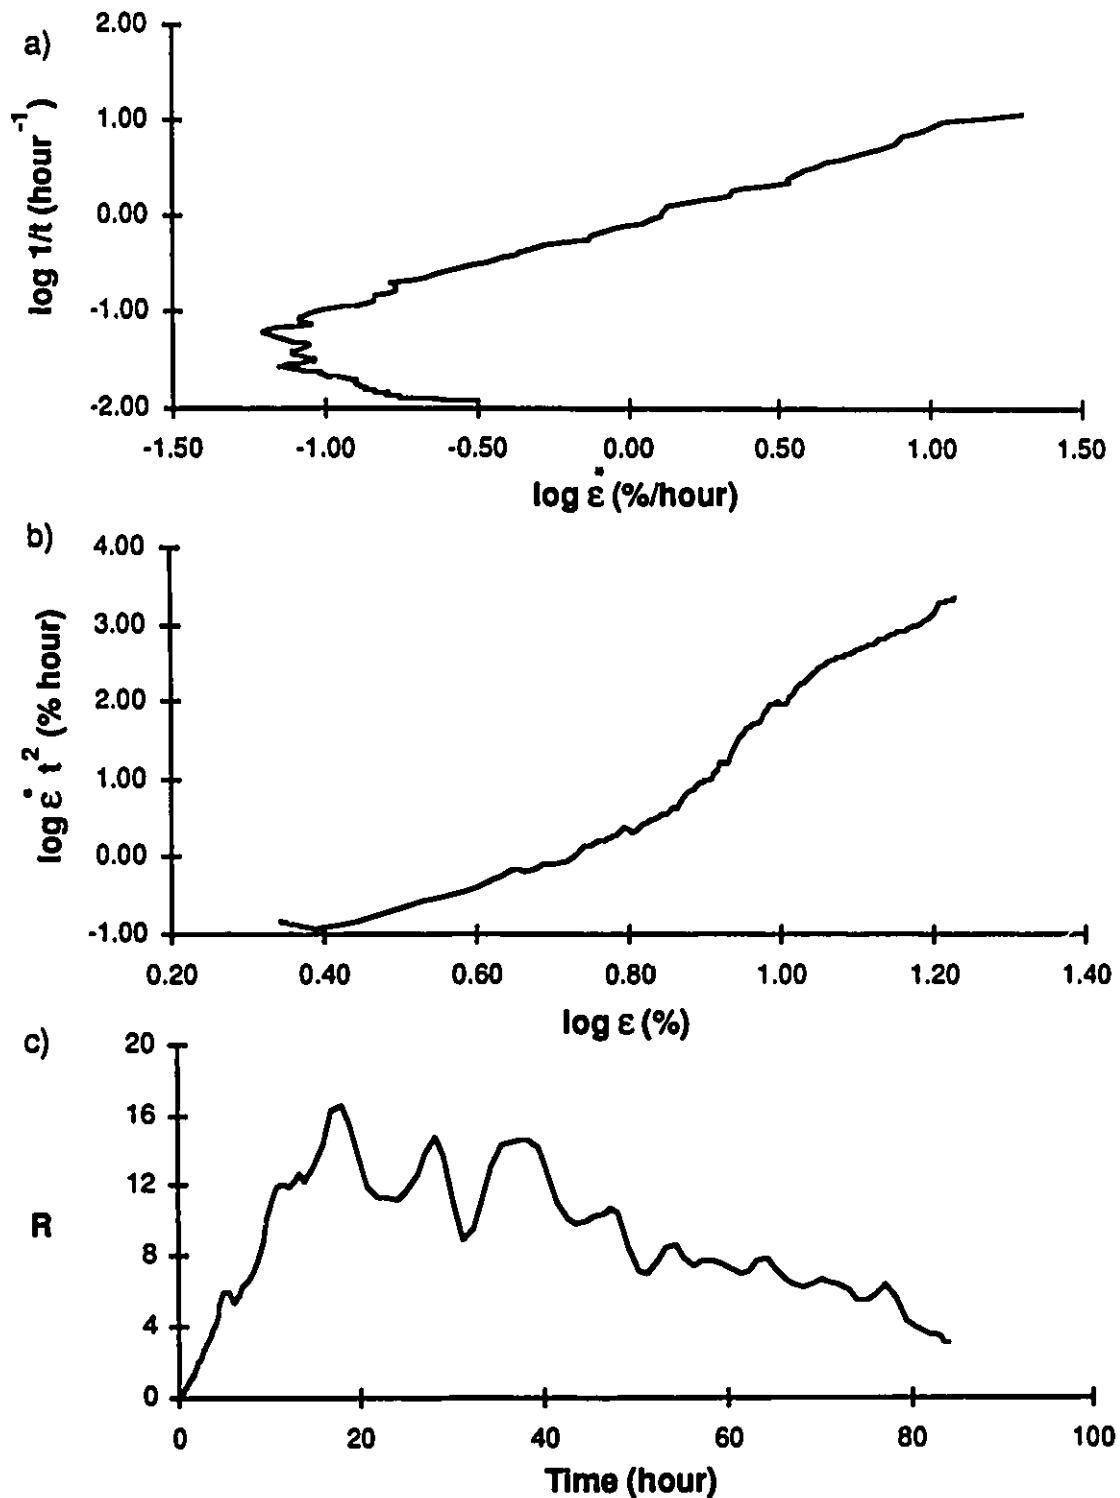 a)
2.00
1.00
0.00
-1.00
-2.00
log 1/t (hour⁻¹)
-1.50 -1.00 -0.50 0.00 0.50 1.00 1.50
log ε̇ (%/hour)
b)
4.00
3.00
2.00
1.00
0.00
-1.00
log ε̇ t² (% hour)
0.20 0.40 0.60 0.80 1.00 1.20 1.40
log ε (%)
c)
20
16
12
8
4
0
R
0 20 40 60 80 100
Time (hour)